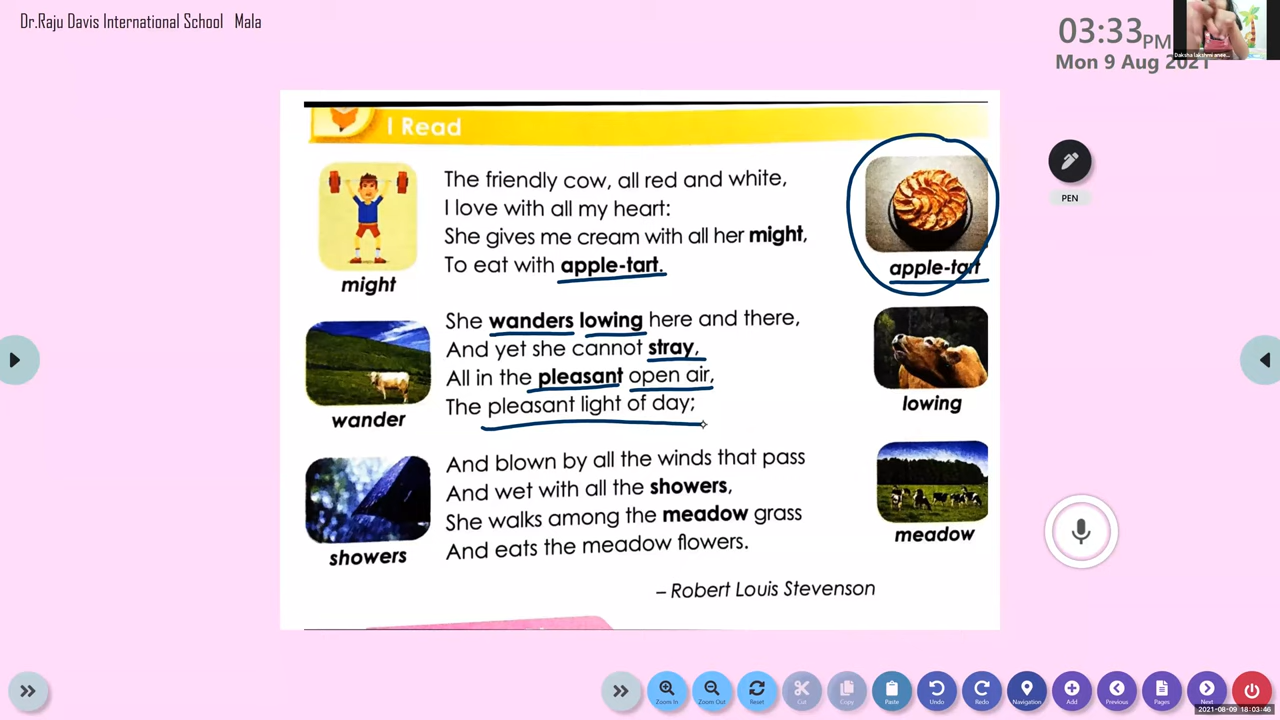 Dr.Raju Davis International School Mala
03:33PM
Mon 9 Aug 2021
Daksha lakshmi
PEN
I Read
The friendly cow, all red and white,
I love with all my heart:
She gives me cream with all her might,
To eat with apple-tart.
might
apple-tart
She wanders lowing here and there,
And yet she cannot stray,
All in the pleasant open air,
The pleasant light of day;
wander
lowing
And blown by all the winds that pass
And wet with all the showers,
She walks among the meadow grass
And eats the meadow flowers.
showers
meadow
– Robert Louis Stevenson
Zoom In
Zoom Out
Reset
Cut
Copy
Paste
Undo
Redo
Navigation
Add
Previous
Pages
Next
2021-08-09 18:03:46